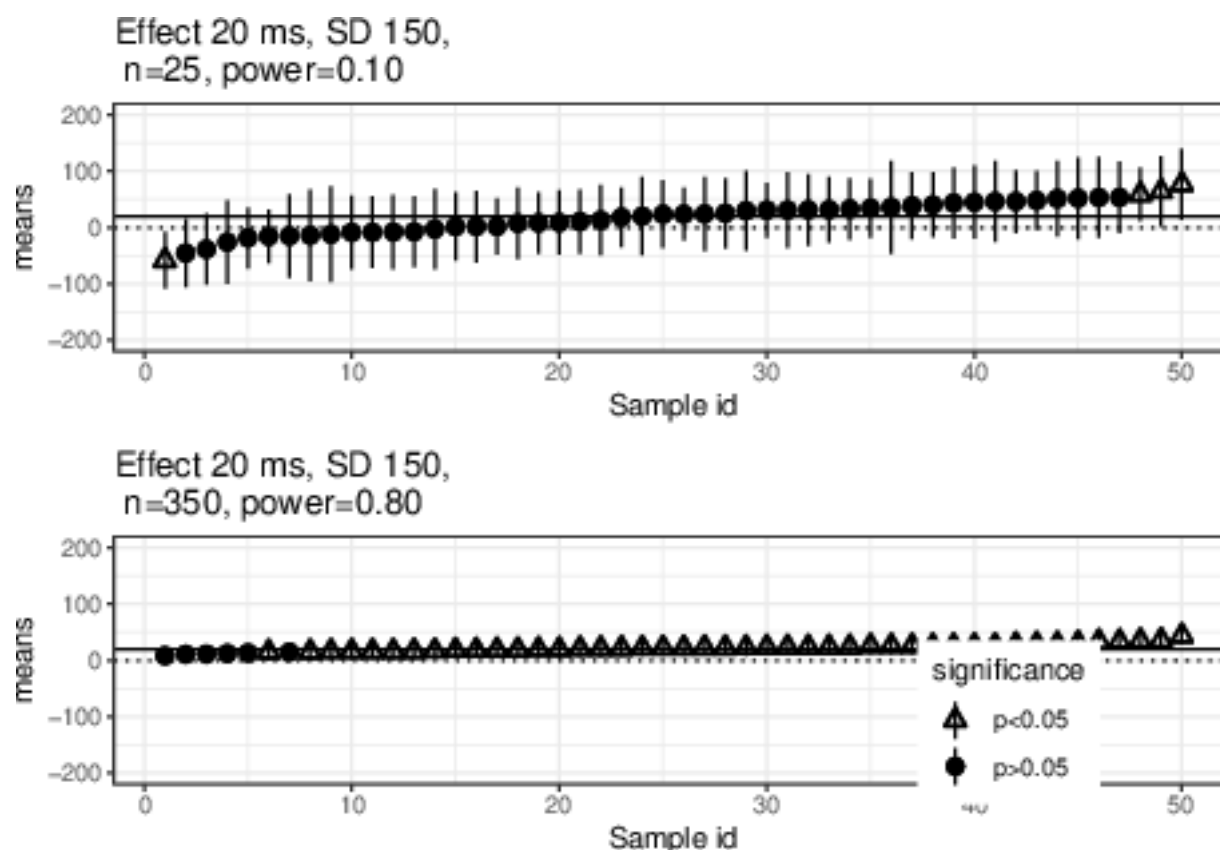 Effect 20 ms, SD 150,
n=25, power=0.10
200
100
0
−100
−200
means
0 10 20 30 40 50
Sample id
Effect 20 ms, SD 150,
n=350, power=0.80
200
100
0
−100
−200
means
significance
p<0.05
p>0.05
0 10 20 30 50
Sample id